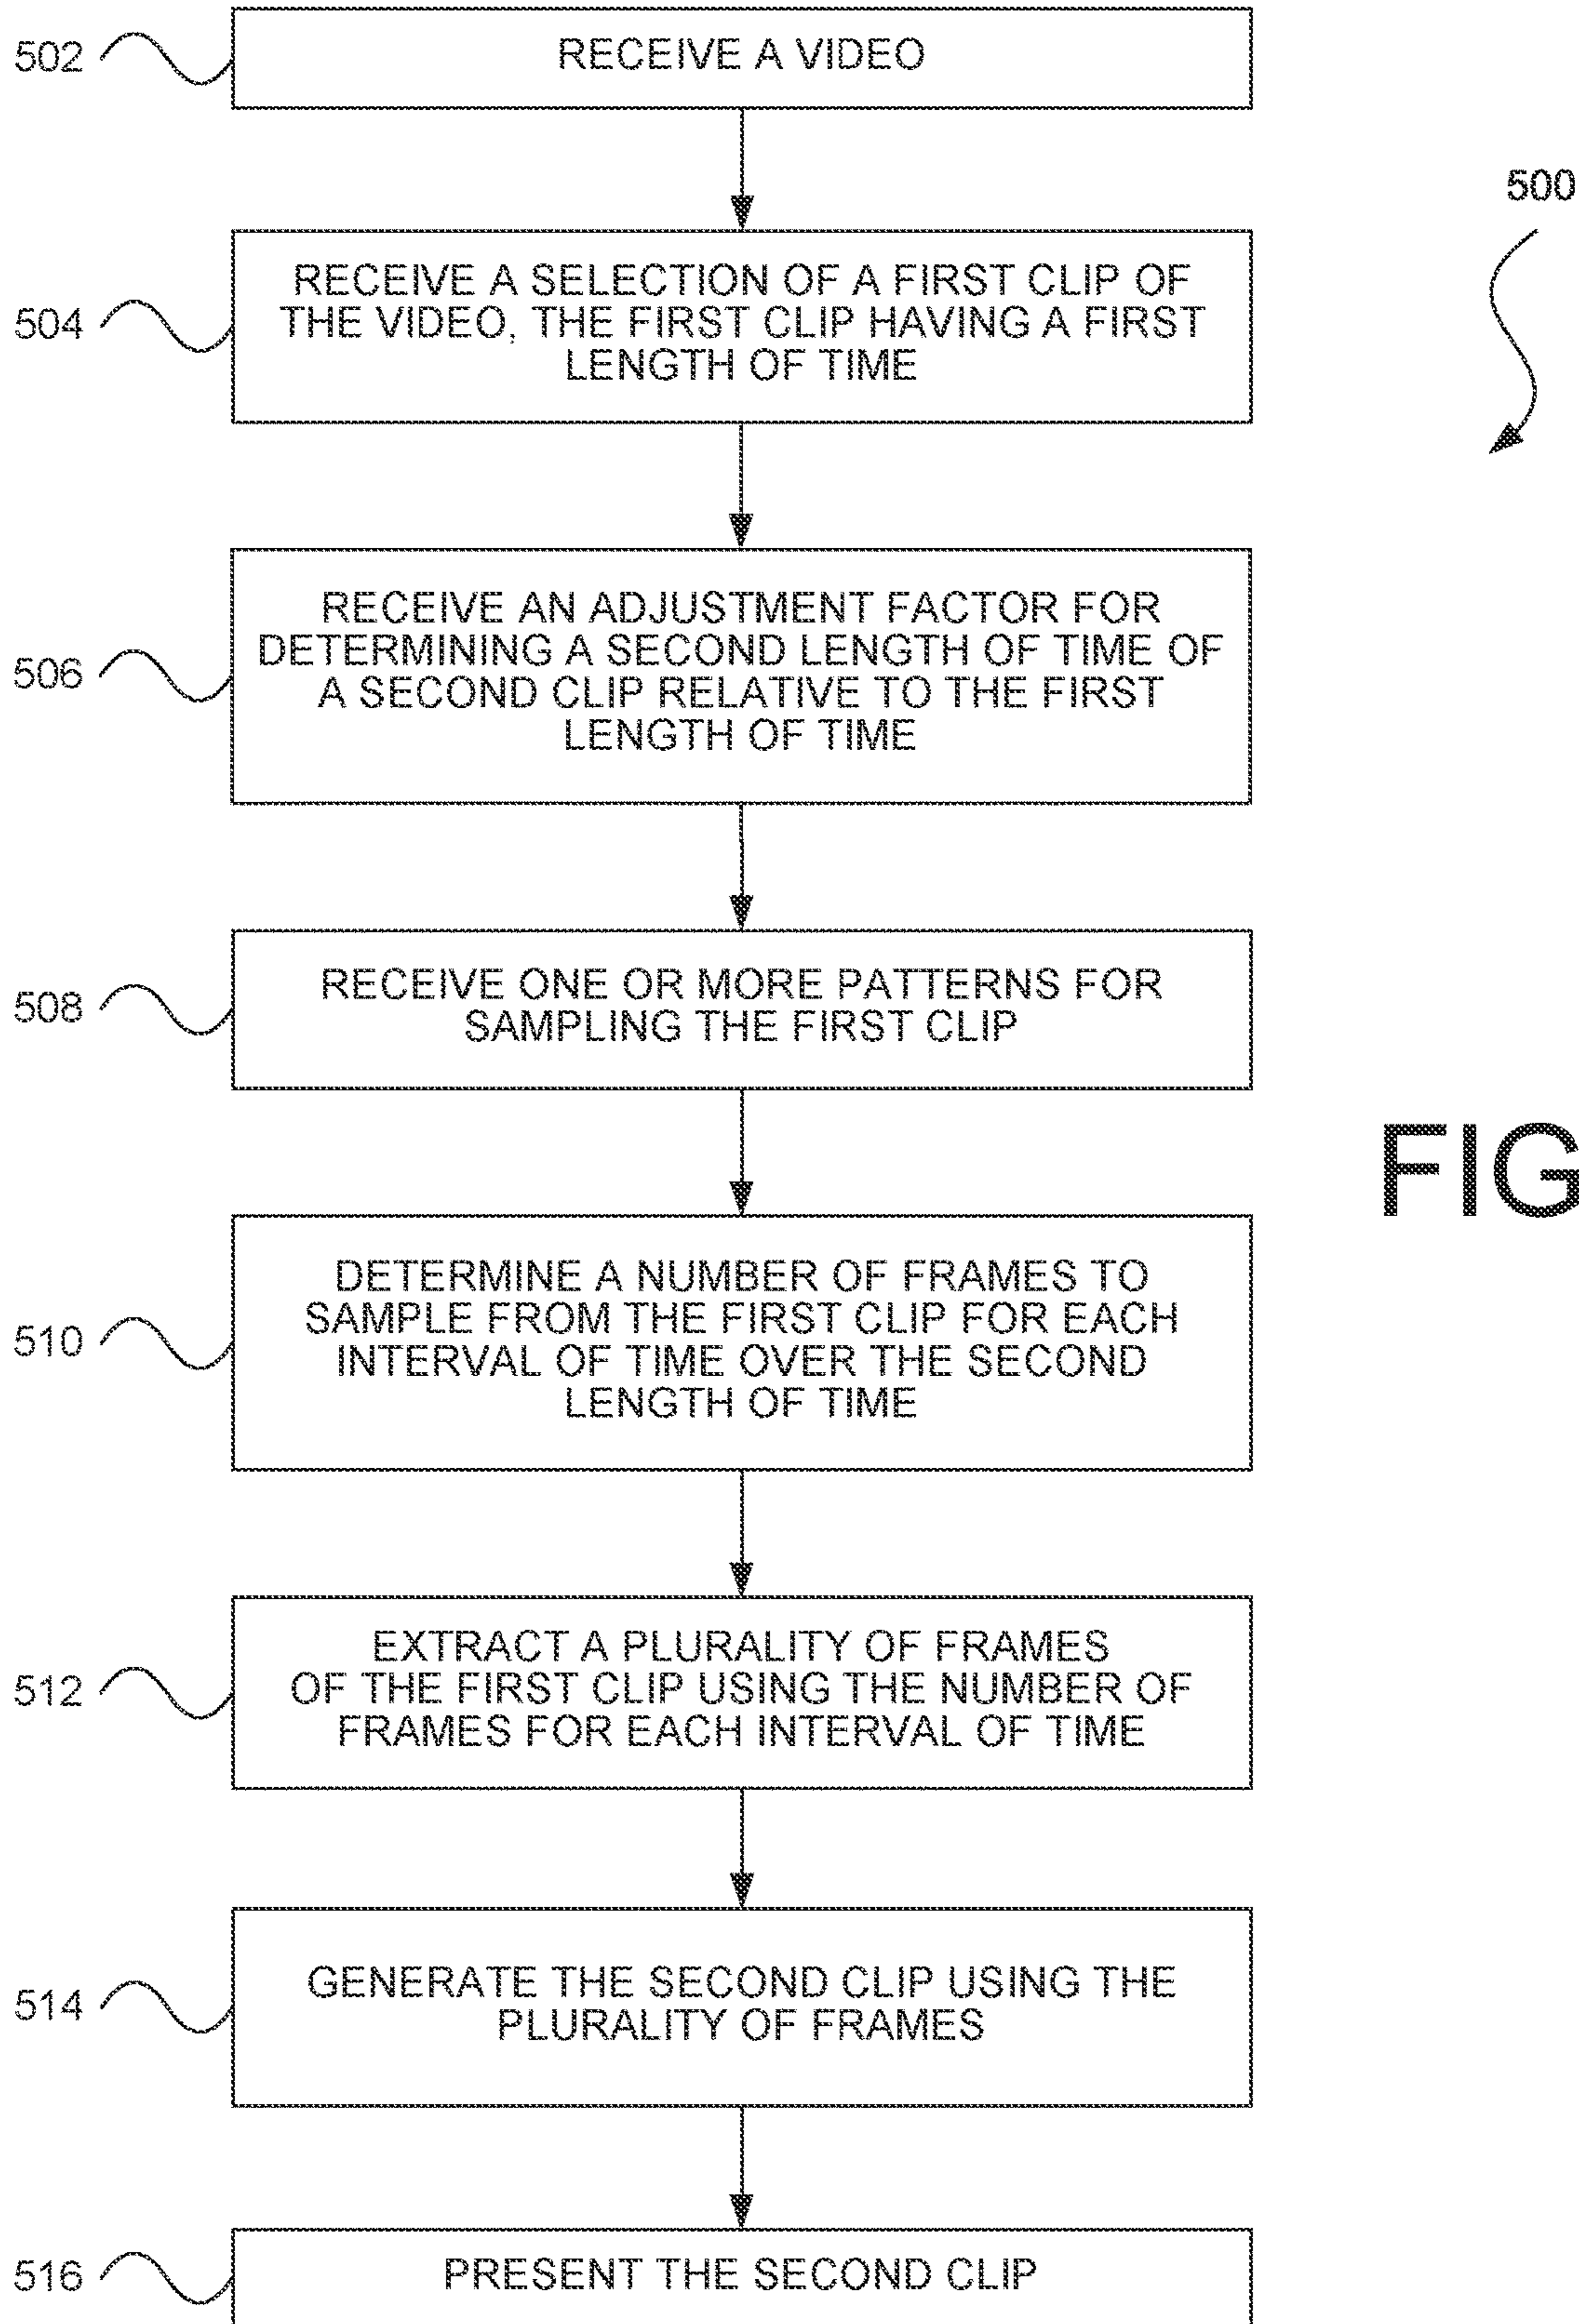 502
RECEIVE A VIDEO
500
504
RECEIVE A SELECTION OF A FIRST CLIP OF
THE VIDEO, THE FIRST CLIP HAVING A FIRST
LENGTH OF TIME
506
RECEIVE AN ADJUSTMENT FACTOR FOR
DETERMINING A SECOND LENGTH OF TIME OF
A SECOND CLIP RELATIVE TO THE FIRST
LENGTH OF TIME
508
RECEIVE ONE OR MORE PATTERNS FOR
SAMPLING THE FIRST CLIP
FIG
510
DETERMINE A NUMBER OF FRAMES TO
SAMPLE FROM THE FIRST CLIP FOR EACH
INTERVAL OF TIME OVER THE SECOND
LENGTH OF TIME
512
EXTRACT A PLURALITY OF FRAMES
OF THE FIRST CLIP USING THE NUMBER OF
FRAMES FOR EACH INTERVAL OF TIME
514
GENERATE THE SECOND CLIP USING THE
PLURALITY OF FRAMES
516
PRESENT THE SECOND CLIP